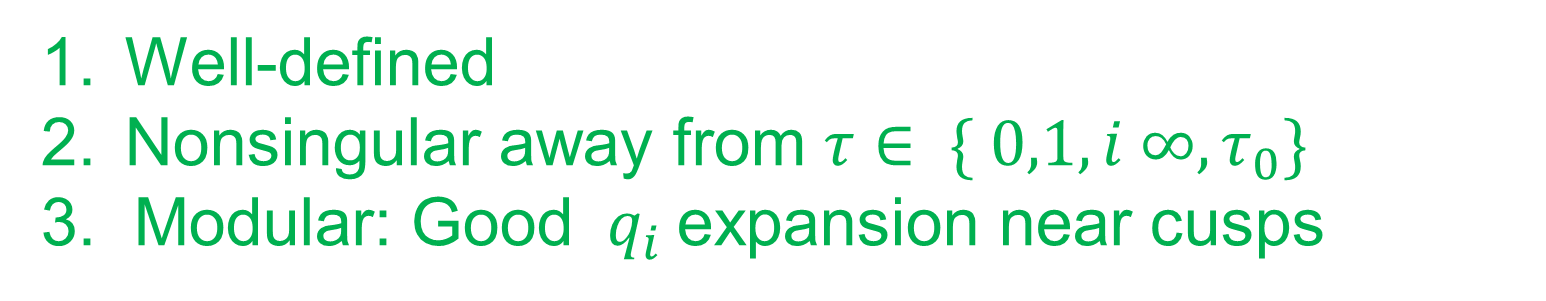 1. Well-defined
2. Nonsingular away from τ ∈ { 0,1, i ∞, τ₀}
3. Modular: Good qᵢ expansion near cusps